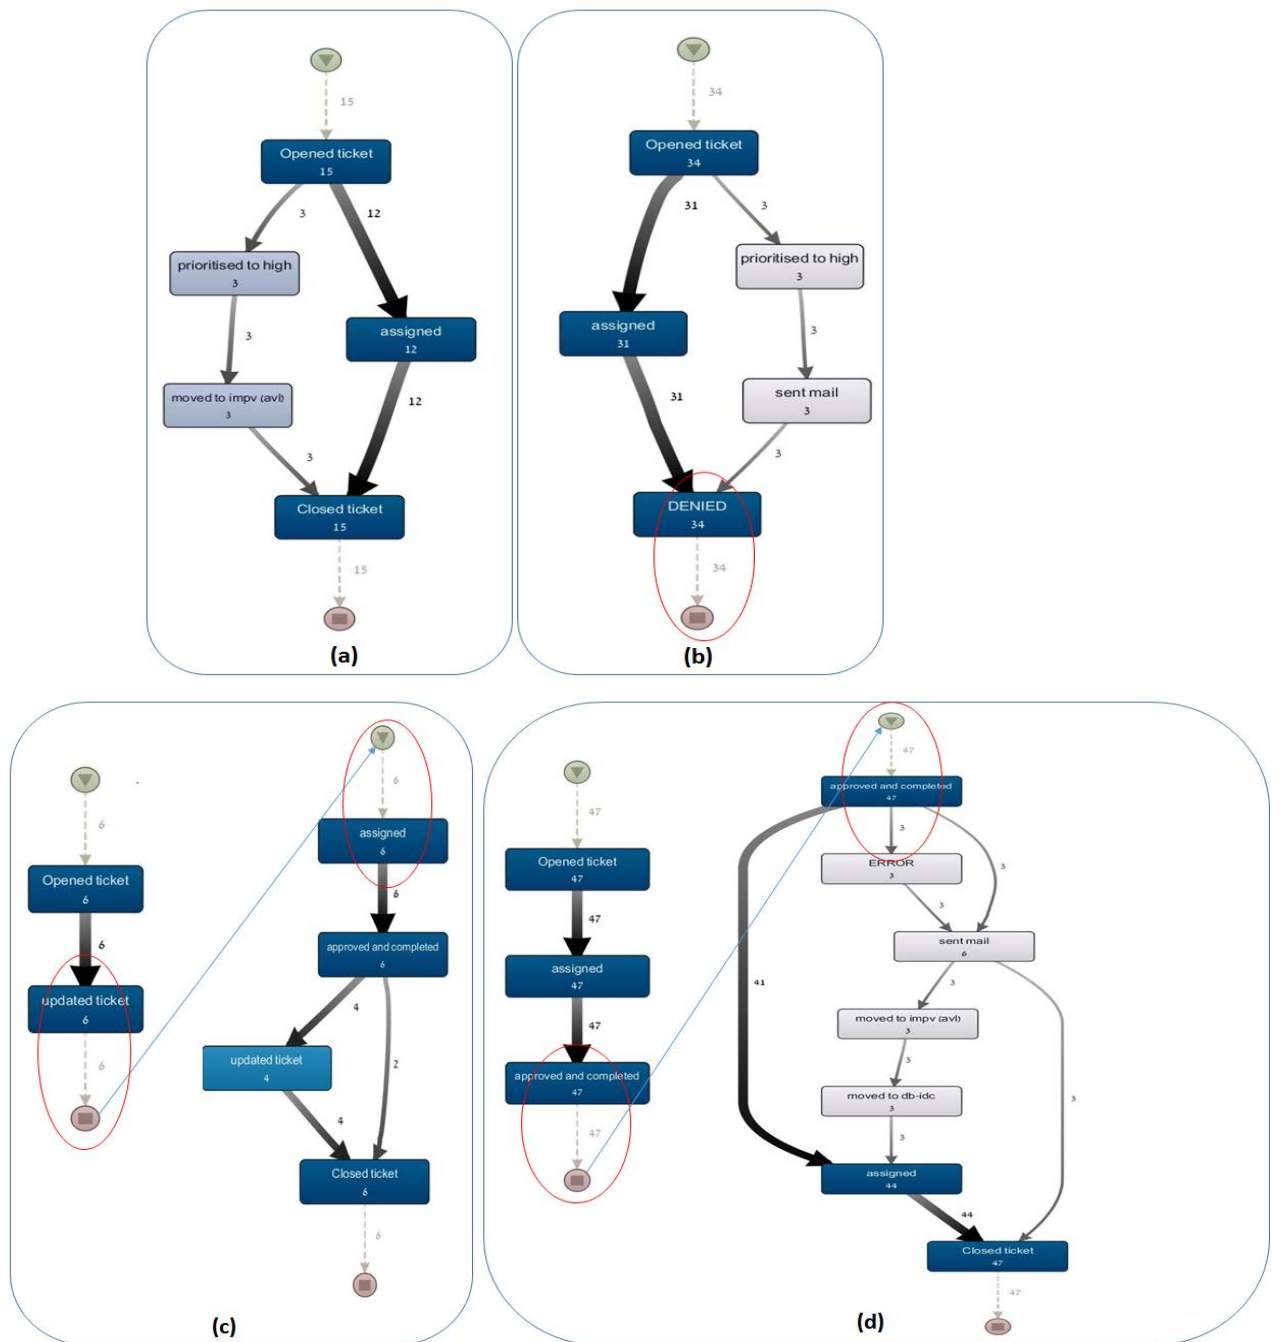 15
Opened ticket
15
3
12
prioritised to high
3
3
assigned
12
12
moved to impv (avl)
3
3
Closed ticket
15
15
(a)
34
Opened ticket
34
31
3
prioritised to high
3
assigned
31
3
31
sent mail
3
3
DENIED
34
34
(b)
6
Opened ticket
6
6
updated ticket
6
6
6
assigned
6
6
approved and completed
6
4
2
updated ticket
4
4
Closed ticket
6
6
(c)
47
Opened ticket
47
47
assigned
47
47
approved and completed
47
47
47
approved and completed
47
3
3
ERROR
3
3
sent mail
6
41
3
3
moved to impv (avl)
3
3
moved to db-idc
3
3
assigned
44
44
Closed ticket
47
47
(d)